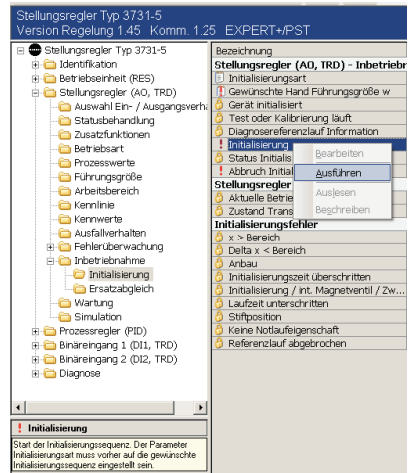 Stellungsregler Typ 3731-5
Version Regelung 1.45 Komm. 1.25 EXPERT+/PST
Stellungsregler Typ 3731-5
Identifikation
Betriebseinheit (RES)
Stellungsregler (AO, TRD)
Auswahl Ein- / Ausgangsverh
Statusbehandlung
Zusatzfunktionen
Betriebsart
Prozesswerte
Führungsgröße
Arbeitsbereich
Kennlinie
Kennwerte
Ausfallverhalten
Fehlerüberwachung
Inbetriebnahme
Initialisierung
Ersatzabgleich
Wartung
Simulation
Prozessregler (PID)
Binäreingang 1 (DI1, TRD)
Binäreingang 2 (DI2, TRD)
Diagnose
! Initialisierung
Start der Initialisierungssequenz. Der Parameter
Initialisierungsart muss vorher auf die gewünschte
Initialisierungssequenz eingestellt sein.
Bezeichnung
Stellungsregler (AO, TRD) - Inbetriebn
Initialisierungsart
Gewünschte Hand Führungsgröße w
Gerät initialisiert
Test oder Kalibrierung läuft
Diagnosereferenzlauf Information
! Initialisierung
Status Initialis
! Abbruch Initial
Stellungsregler
Aktuelle Betrie
Zustand Trans
Bearbeiten
Ausführen
Auslesen
Beschreiben
Initialisierungsfehler
x > Bereich
Delta x < Bereich
Anbau
Initialisierungszeit überschritten
Initialisierung / int. Magnetventil / Zw...
Laufzeit unterschritten
Stiftposition
Keine Notlaufeigenschaft
Referenzlauf abgebrochen